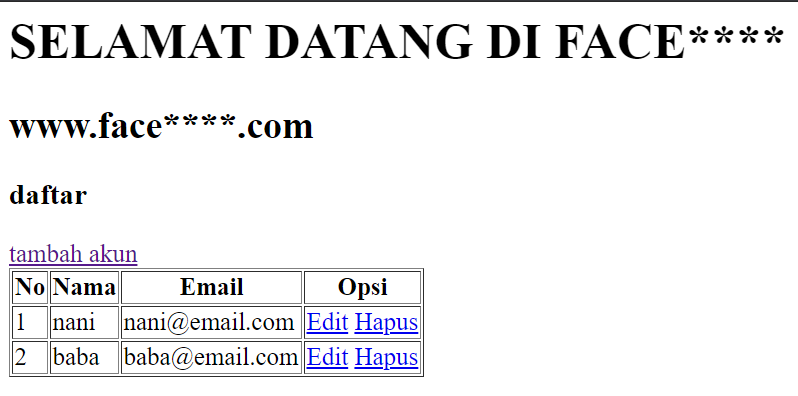 SELAMAT DATANG DI FACE****
www.face****.com
daftar
tambah akun
No Nama Email Opsi
1 nani nani@email.com Edit Hapus
2 baba baba@email.com Edit Hapus